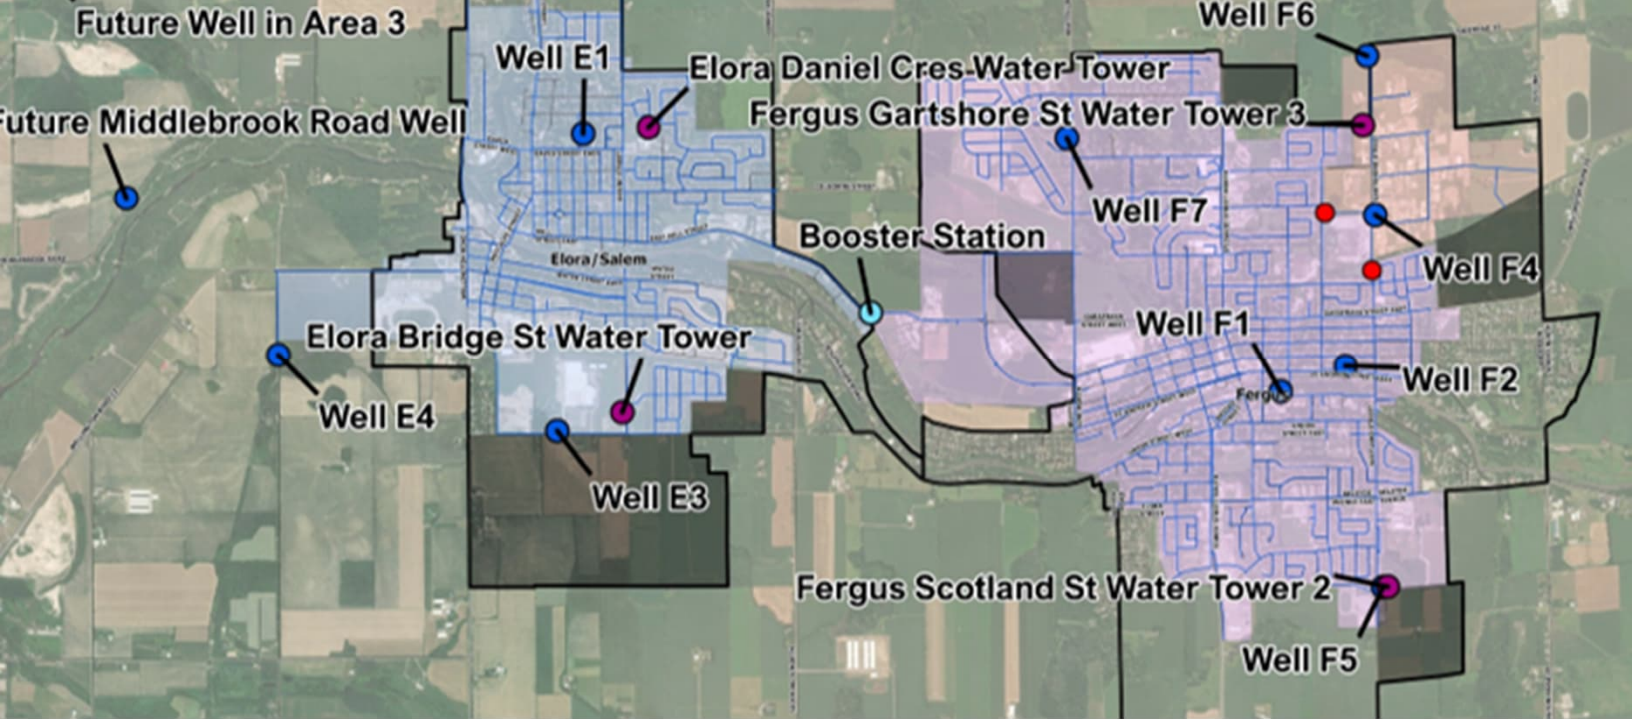 Well F6
Future Well in Area 3
Well E1
Elora Daniel Cres Water Tower
Fergus Gartshore St Water Tower 3
Future Middlebrook Road Well
Well F7
Booster Station
Elora/Salem
Well F4
Well F1
Elora Bridge St Water Tower
Well F2
Fergus
Well E4
Well E3
Fergus Scotland St Water Tower 2
Well F5